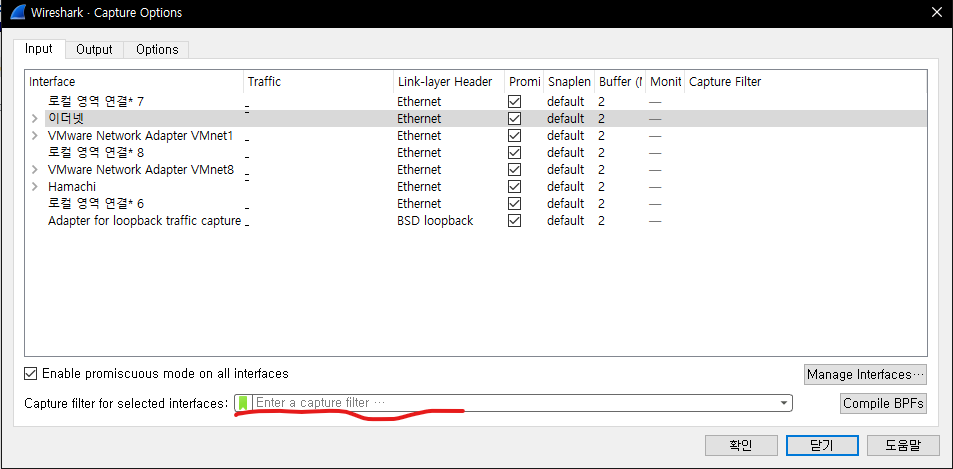 Wireshark · Capture Options
Input Output Options
Interface Traffic Link-layer Header Promi Snaplen Buffer (M Monit Capture Filter
로컬 영역 연결* 7 Ethernet default 2 —
이더넷 Ethernet default 2 —
VMware Network Adapter VMnet1 Ethernet default 2 —
로컬 영역 연결* 8 Ethernet default 2 —
VMware Network Adapter VMnet8 Ethernet default 2 —
Hamachi Ethernet default 2 —
로컬 영역 연결* 6 Ethernet default 2 —
Adapter for loopback traffic capture BSD loopback default 2 —
Enable promiscuous mode on all interfaces Manage Interfaces…
Capture filter for selected interfaces: Enter a capture filter … Compile BPFs
확인 닫기 도움말